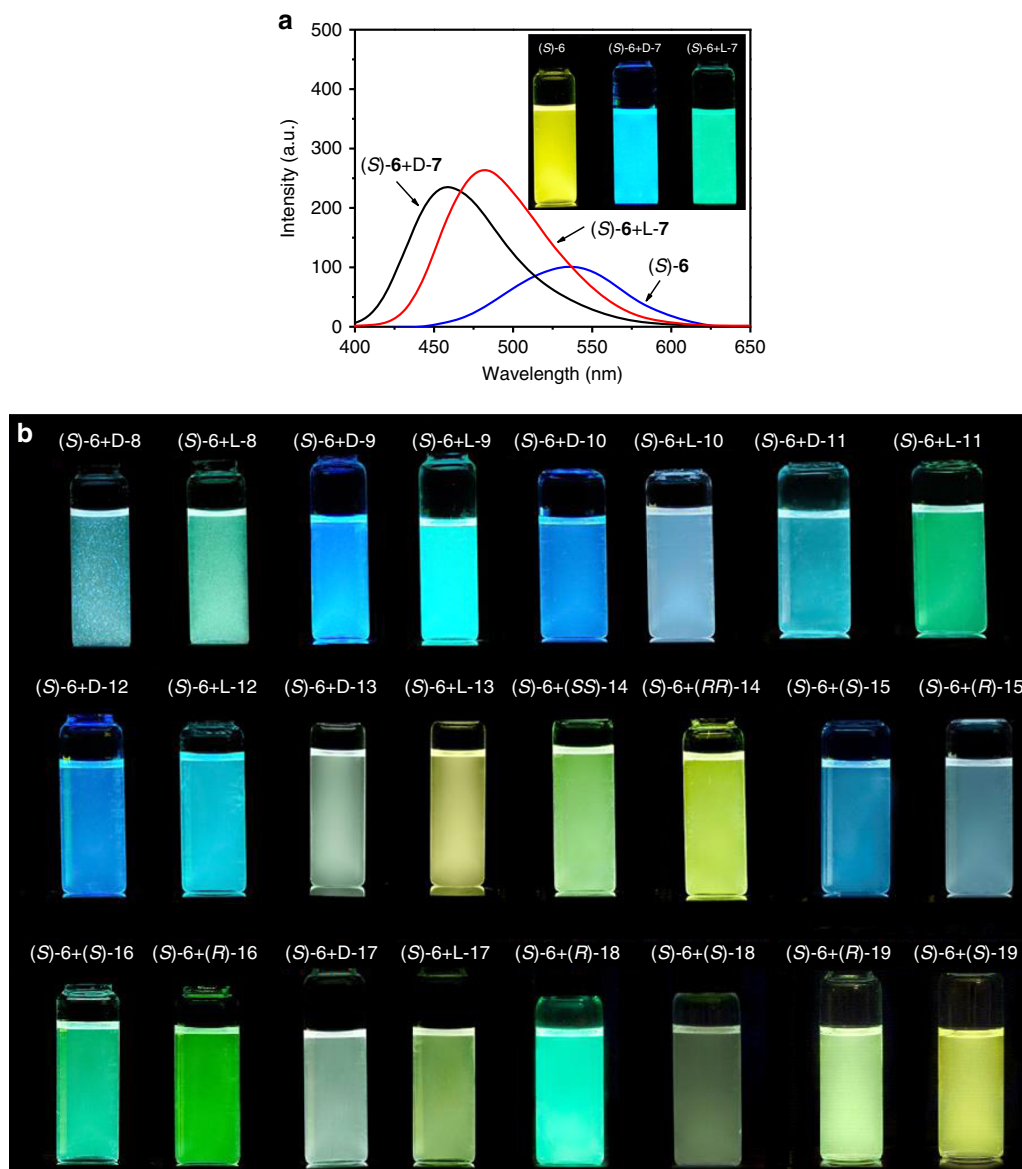 a
500
400
300
200
100
0
Intensity (a.u.)
400 450 500 550 600 650
Wavelength (nm)
(S)-6+D-7
(S)-6+L-7
(S)-6
(S)-6 (S)-6+D-7 (S)-6+L-7
b
(S)-6+D-8 (S)-6+L-8 (S)-6+D-9 (S)-6+L-9 (S)-6+D-10 (S)-6+L-10 (S)-6+D-11 (S)-6+L-11
(S)-6+D-12 (S)-6+L-12 (S)-6+D-13 (S)-6+L-13 (S)-6+(SS)-14 (S)-6+(RR)-14 (S)-6+(S)-15 (S)-6+(R)-15
(S)-6+(S)-16 (S)-6+(R)-16 (S)-6+D-17 (S)-6+L-17 (S)-6+(R)-18 (S)-6+(S)-18 (S)-6+(R)-19 (S)-6+(S)-19